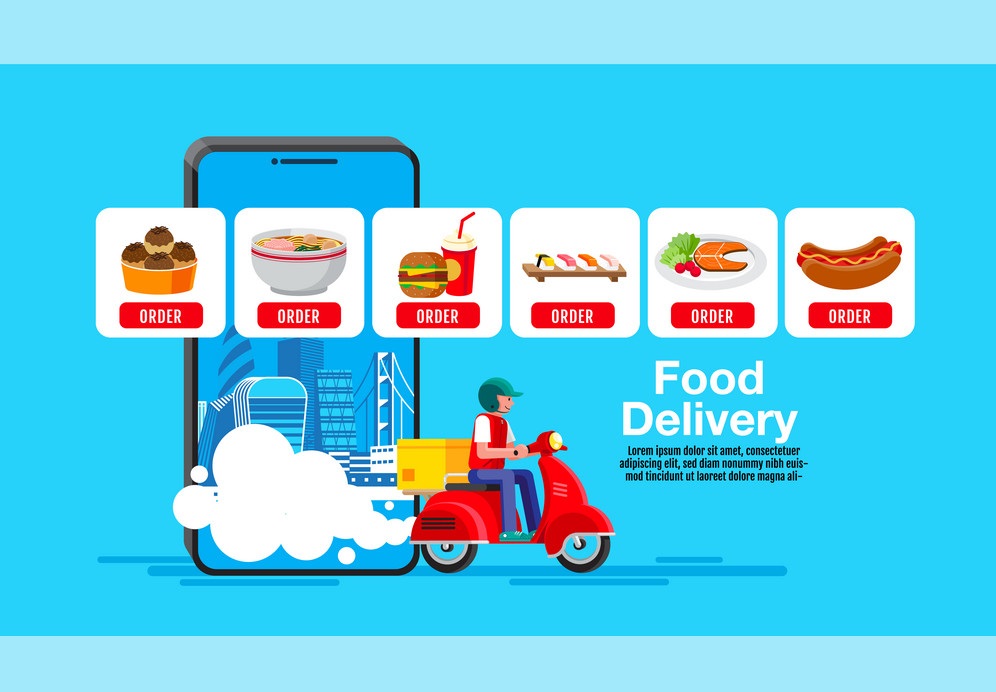 ORDER
ORDER
ORDER
ORDER
ORDER
ORDER
Food
Delivery
Lorem ipsum dolor sit amet, consectetuer
adipiscing elit, sed diam nonummy nibh euis-
mod tincidunt ut laoreet dolore magna ali-